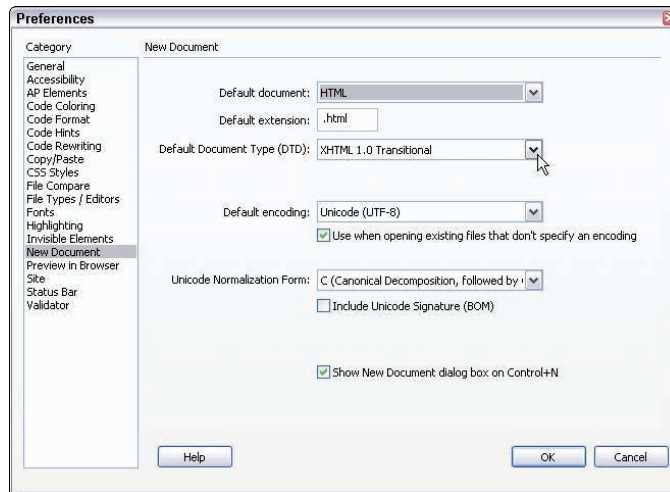 Preferences
Category
General
Accessibility
AP Elements
Code Coloring
Code Format
Code Hints
Code Rewriting
Copy/Paste
CSS Styles
File Compare
File Types / Editors
Fonts
Highlighting
Invisible Elements
New Document
Preview in Browser
Site
Status Bar
Validator
New Document
Default document: HTML
Default extension: .html
Default Document Type (DTD): XHTML 1.0 Transitional
Default encoding: Unicode (UTF-8)
Use when opening existing files that don't specify an encoding
Unicode Normalization Form: C (Canonical Decomposition, followed by
Include Unicode Signature (BOM)
Show New Document dialog box on Control+N
Help
OK
Cancel